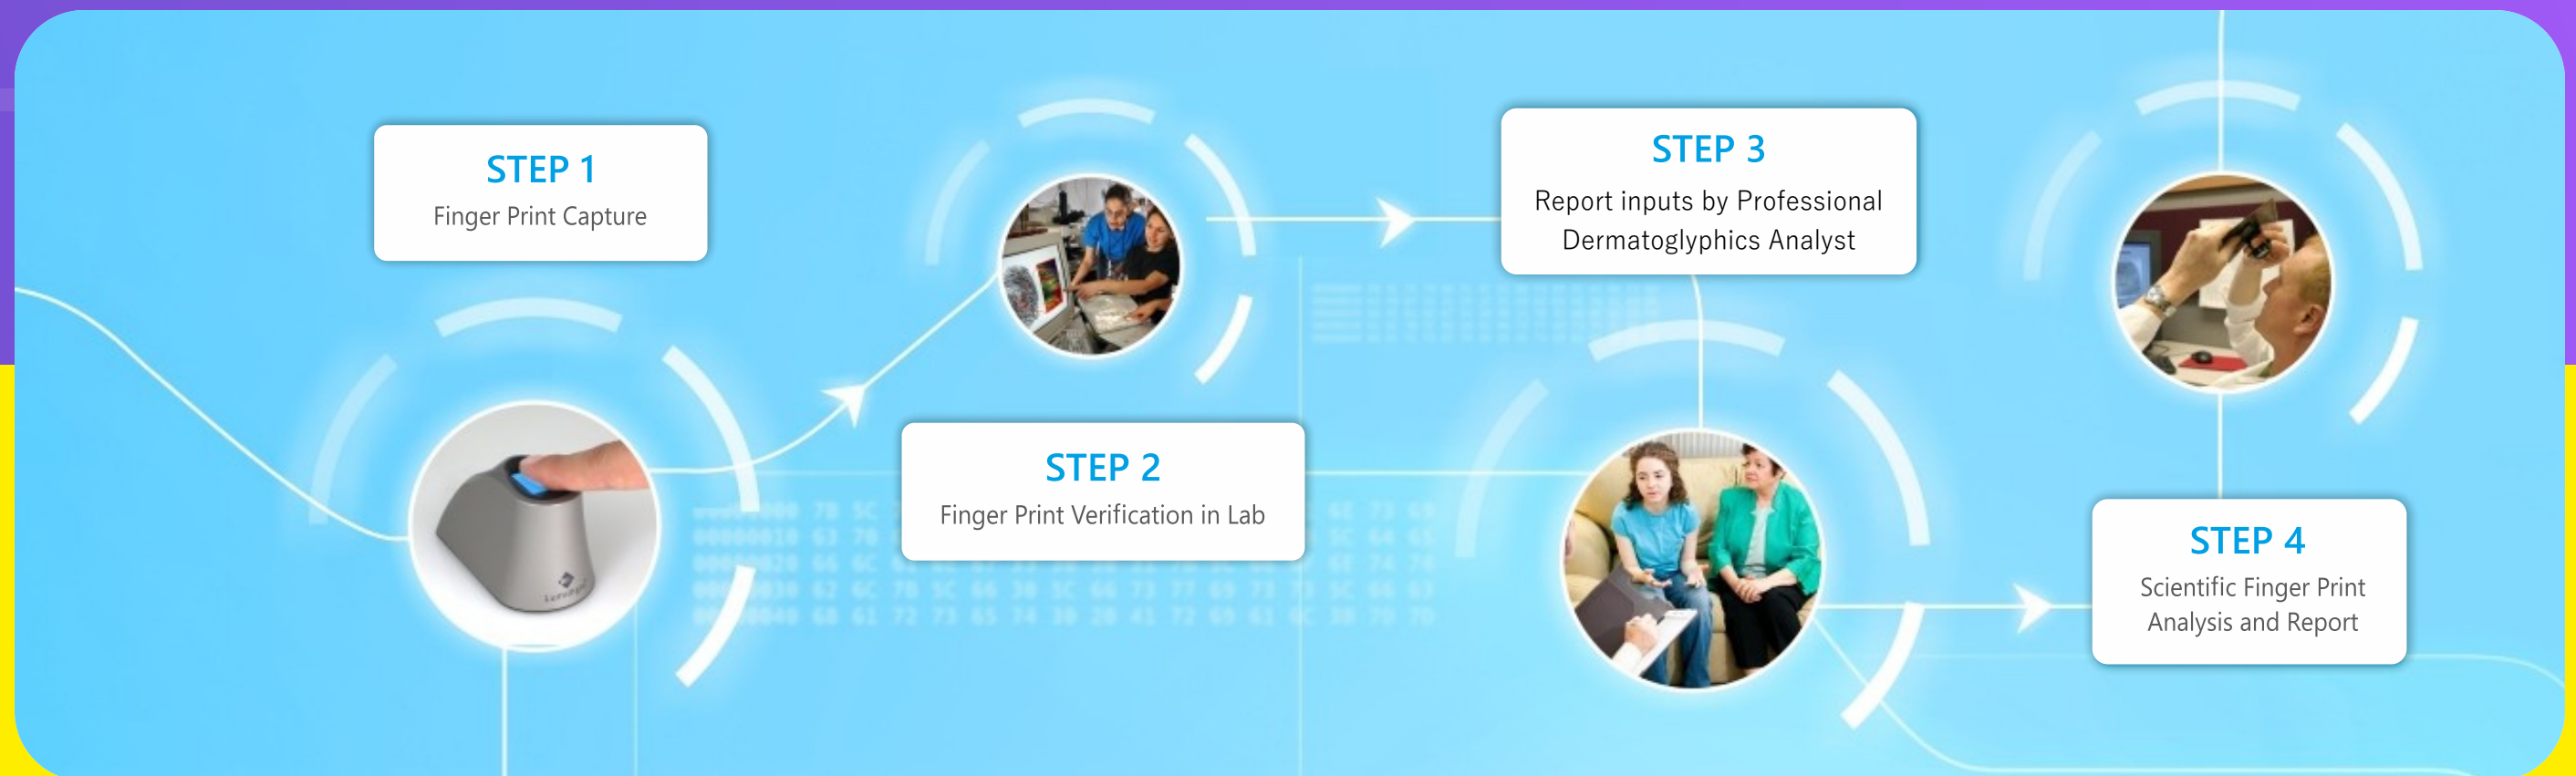 STEP 1
Finger Print Capture
STEP 2
Finger Print Verification in Lab
STEP 3
Report inputs by Professional
Dermatoglyphics Analyst
STEP 4
Scientific Finger Print
Analysis and Report